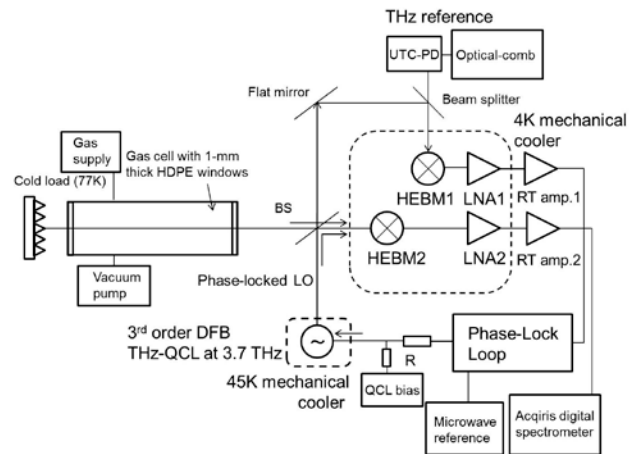 THz reference
UTC-PD
Optical-comb
Flat mirror
Beam splitter
4K mechanical
cooler
Gas
supply
Gas cell with 1-mm
thick HDPE windows
Cold load (77K)
HEBM1
LNA1
RT amp.1
BS
HEBM2
LNA2
RT amp.2
Vacuum
pump
Phase-locked LO
3rd order DFB
THz-QCL at 3.7 THz
~
45K mechanical
cooler
R
QCL bias
Phase-Lock
Loop
Microwave
reference
Acqiris digital
spectrometer